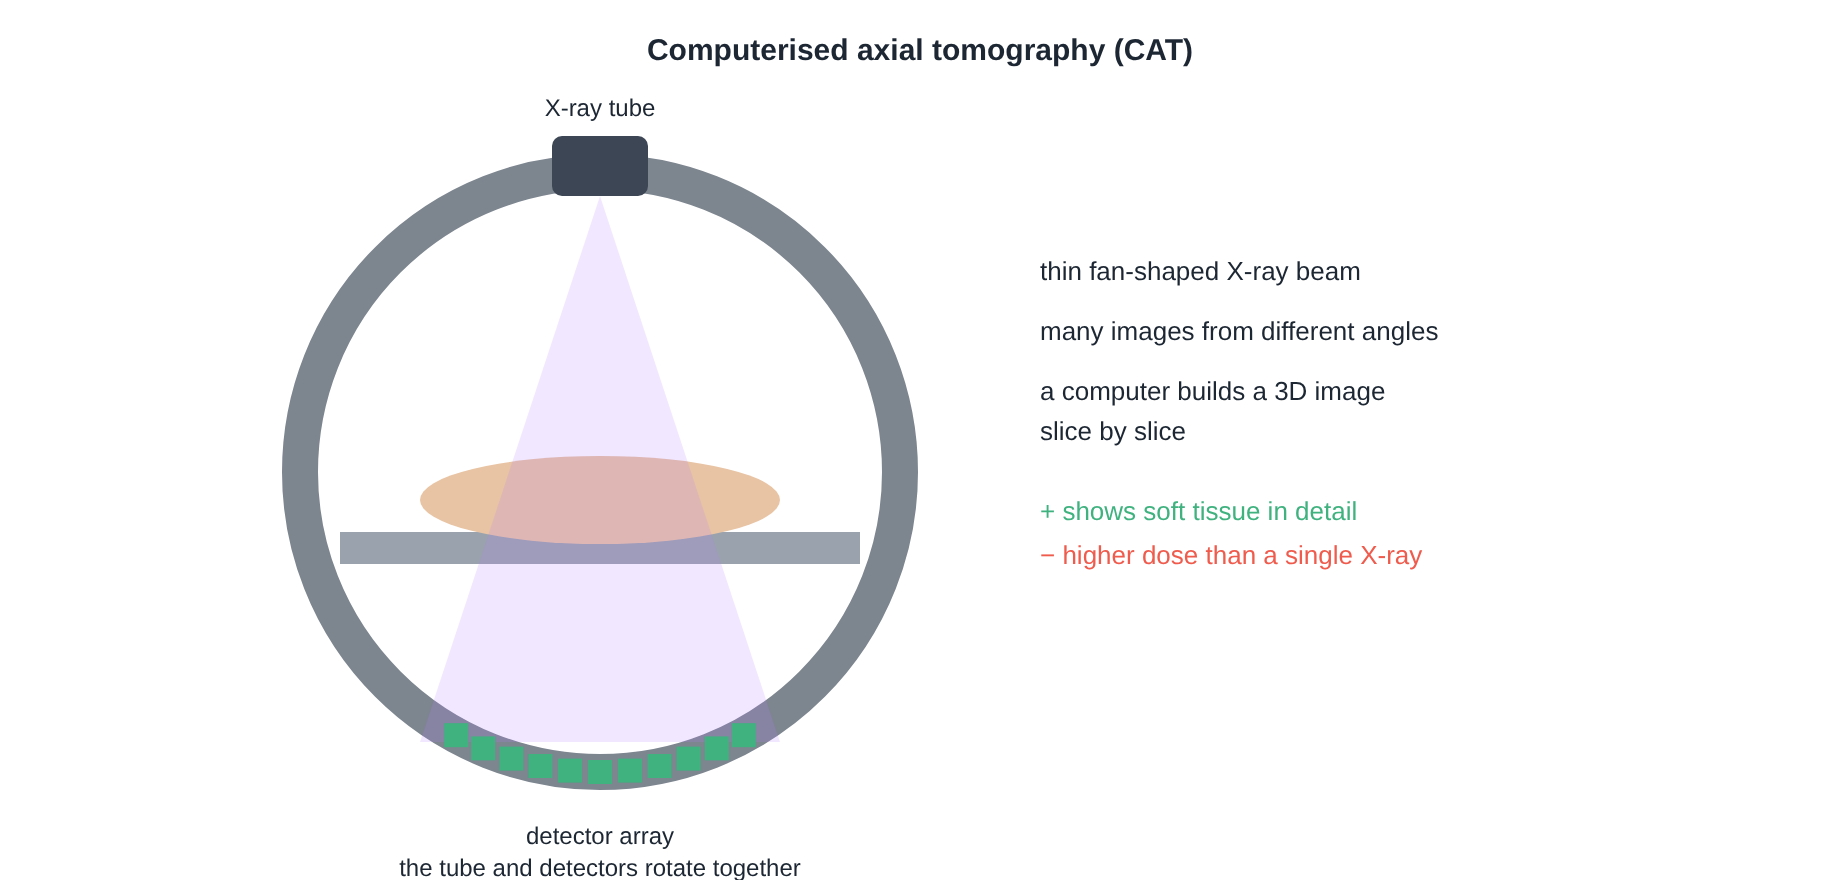 Computerised axial tomography (CAT)
X-ray tube
thin fan-shaped X-ray beam
many images from different angles
a computer builds a 3D image
slice by slice
+ shows soft tissue in detail
− higher dose than a single X-ray
detector array
the tube and detectors rotate together